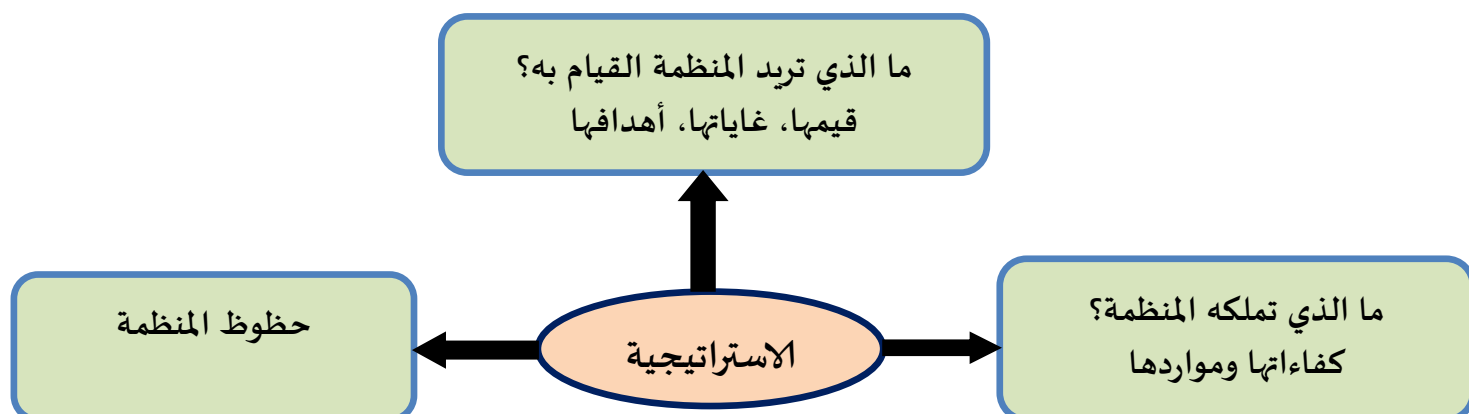 ما الذي تريد المنظمة القيام به؟
قيمها، غاياتها، أهدافها
ما الذي تملكه المنظمة؟
كفاءاتها ومواردها
الاستراتيجية
حظوظ المنظمة